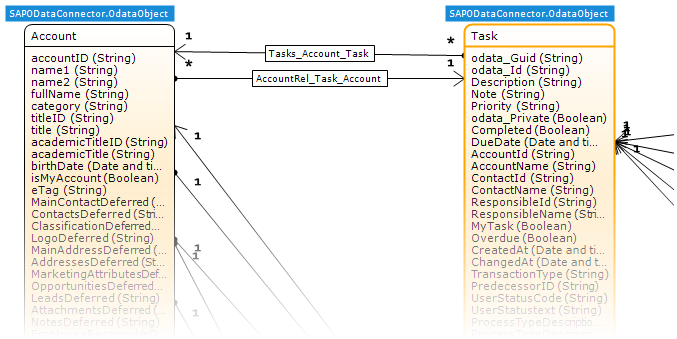 SAPODataConnector.OdataObject
Account
accountID (String)
name1 (String)
name2 (String)
fullName (String)
category (String)
titleID (String)
title (String)
academicTitleID (String)
academicTitle (String)
birthDate (Date and ti...
isMyAccount (Boolean)
eTag (String)
MainContactDeferred (...
ContactsDeferred (Stri...
ClassificationDeferred...
LogoDeferred (String)
MainAddressDeferred (...
AddressesDeferred (St...
MarketingAttributesDef...
OpportunitiesDeferred...
LeadsDeferred (String)
AttachmentsDeferred (...
NotesDeferred (String)
1
Tasks_Account_Task
*
*
AccountRel_Task_Account
1
1
1
1
1
1
SAPODataConnector.OdataObject
Task
odata_Guid (String)
odata_Id (String)
Description (String)
Note (String)
Priority (String)
odata_Private (Boolean)
Completed (Boolean)
DueDate (Date and ti...
AccountId (String)
AccountName (String)
ContactId (String)
ContactName (String)
ResponsibleId (String)
ResponsibleName (Str...
MyTask (Boolean)
Overdue (Boolean)
CreatedAt (Date and ti...
ChangedAt (Date and t...
TransactionType (String)
PredecessorID (String)
UserStatusCode (String)
UserStatustext (String)
ProcessTypeDescriptio...
1
1